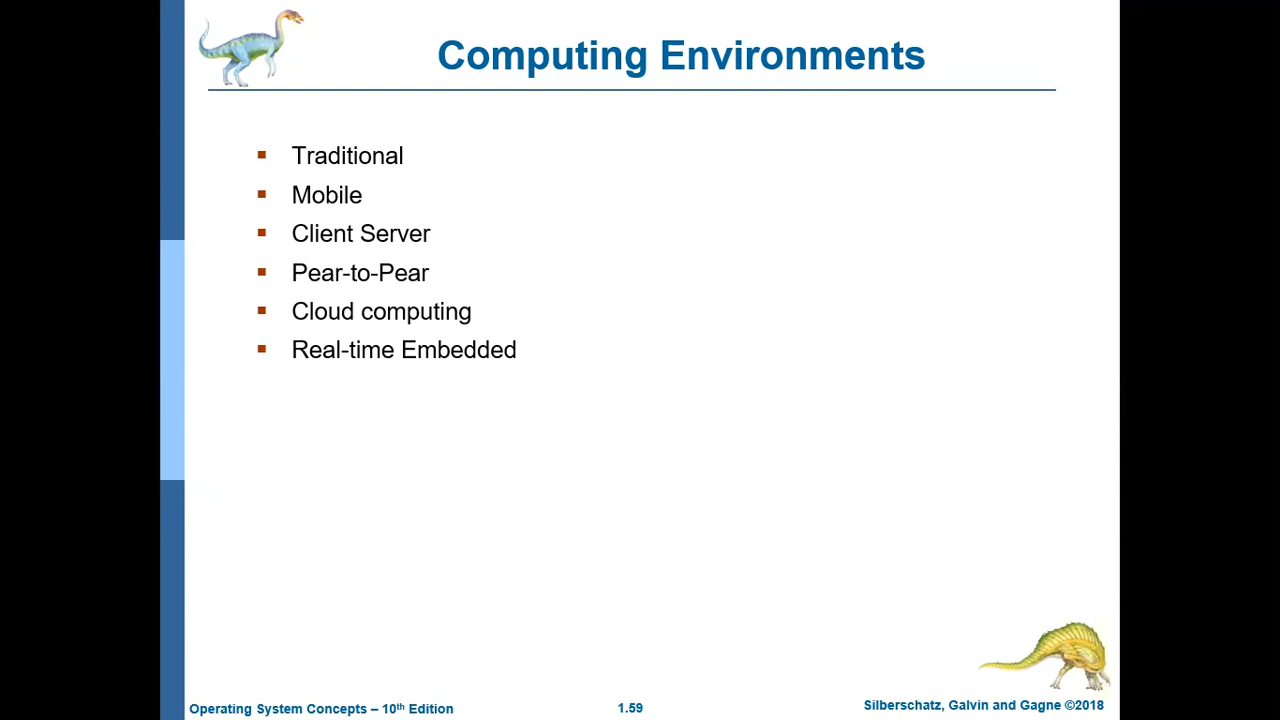 Computing Environments
Traditional
Mobile
Client Server
Pear-to-Pear
Cloud computing
Real-time Embedded
Operating System Concepts – 10th Edition
1.59
Silberschatz, Galvin and Gagne ©2018